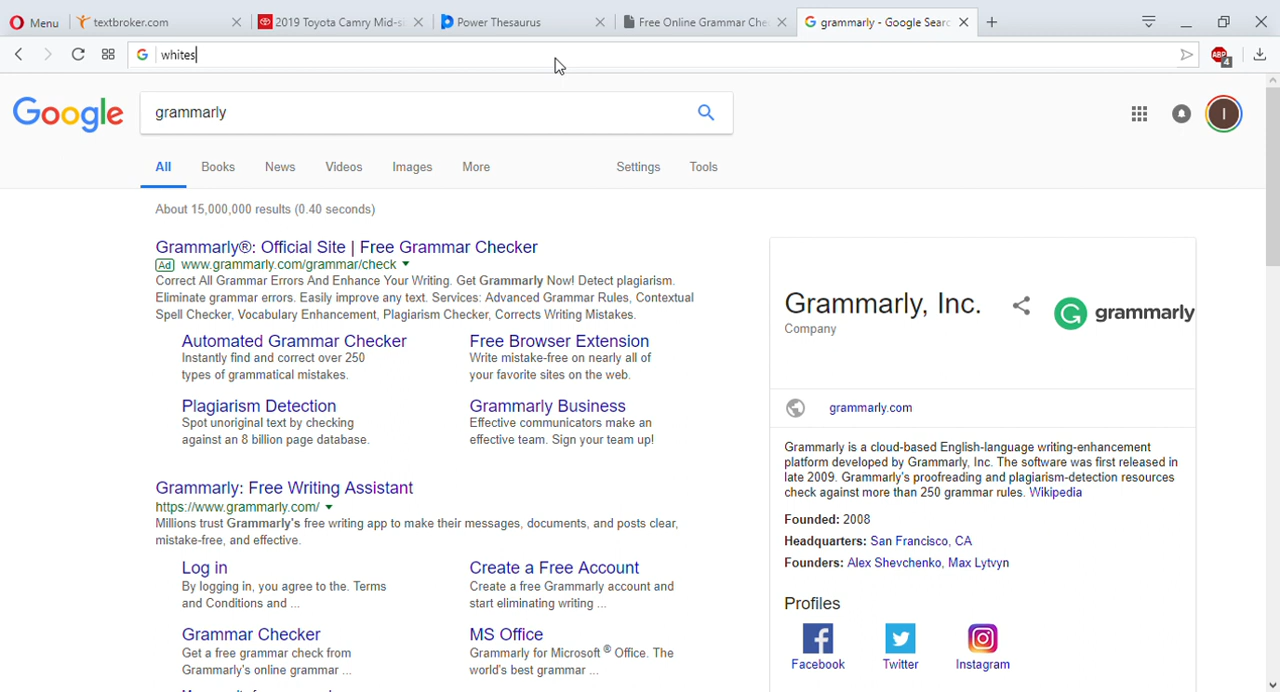 Menu
textbroker.com
2019 Toyota Camry Mid-si
Power Thesaurus
Free Online Grammar Che
grammarly - Google Searc
whites
ABP
4
Google
grammarly
I
All Books News Videos Images More Settings Tools
About 15,000,000 results (0.40 seconds)
Grammarly®: Official Site | Free Grammar Checker
Ad www.grammarly.com/grammar/check
Correct All Grammar Errors And Enhance Your Writing. Get Grammarly Now! Detect plagiarism.
Eliminate grammar errors. Easily improve any text. Services: Advanced Grammar Rules, Contextual
Spell Checker, Vocabulary Enhancement, Plagiarism Checker, Corrects Writing Mistakes.
Automated Grammar Checker
Instantly find and correct over 250
types of grammatical mistakes.
Free Browser Extension
Write mistake-free on nearly all of
your favorite sites on the web.
Plagiarism Detection
Spot unoriginal text by checking
against an 8 billion page database.
Grammarly Business
Effective communicators make an
effective team. Sign your team up!
Grammarly: Free Writing Assistant
https://www.grammarly.com/
Millions trust Grammarly's free writing app to make their messages, documents, and posts clear,
mistake-free, and effective.
Log in
By logging in, you agree to the. Terms
and Conditions and ...
Create a Free Account
Create a free Grammarly account and
start eliminating writing ...
Grammar Checker
Get a free grammar check from
Grammarly's online grammar ...
MS Office
Grammarly for Microsoft ® Office. The
world's best grammar ...
Grammarly, Inc.
Company
grammarly
grammarly.com
Grammarly is a cloud-based English-language writing-enhancement
platform developed by Grammarly, Inc. The software was first released in
late 2009. Grammarly's proofreading and plagiarism-detection resources
check against more than 250 grammar rules. Wikipedia
Founded: 2008
Headquarters: San Francisco, CA
Founders: Alex Shevchenko, Max Lytvyn
Profiles
Facebook Twitter Instagram